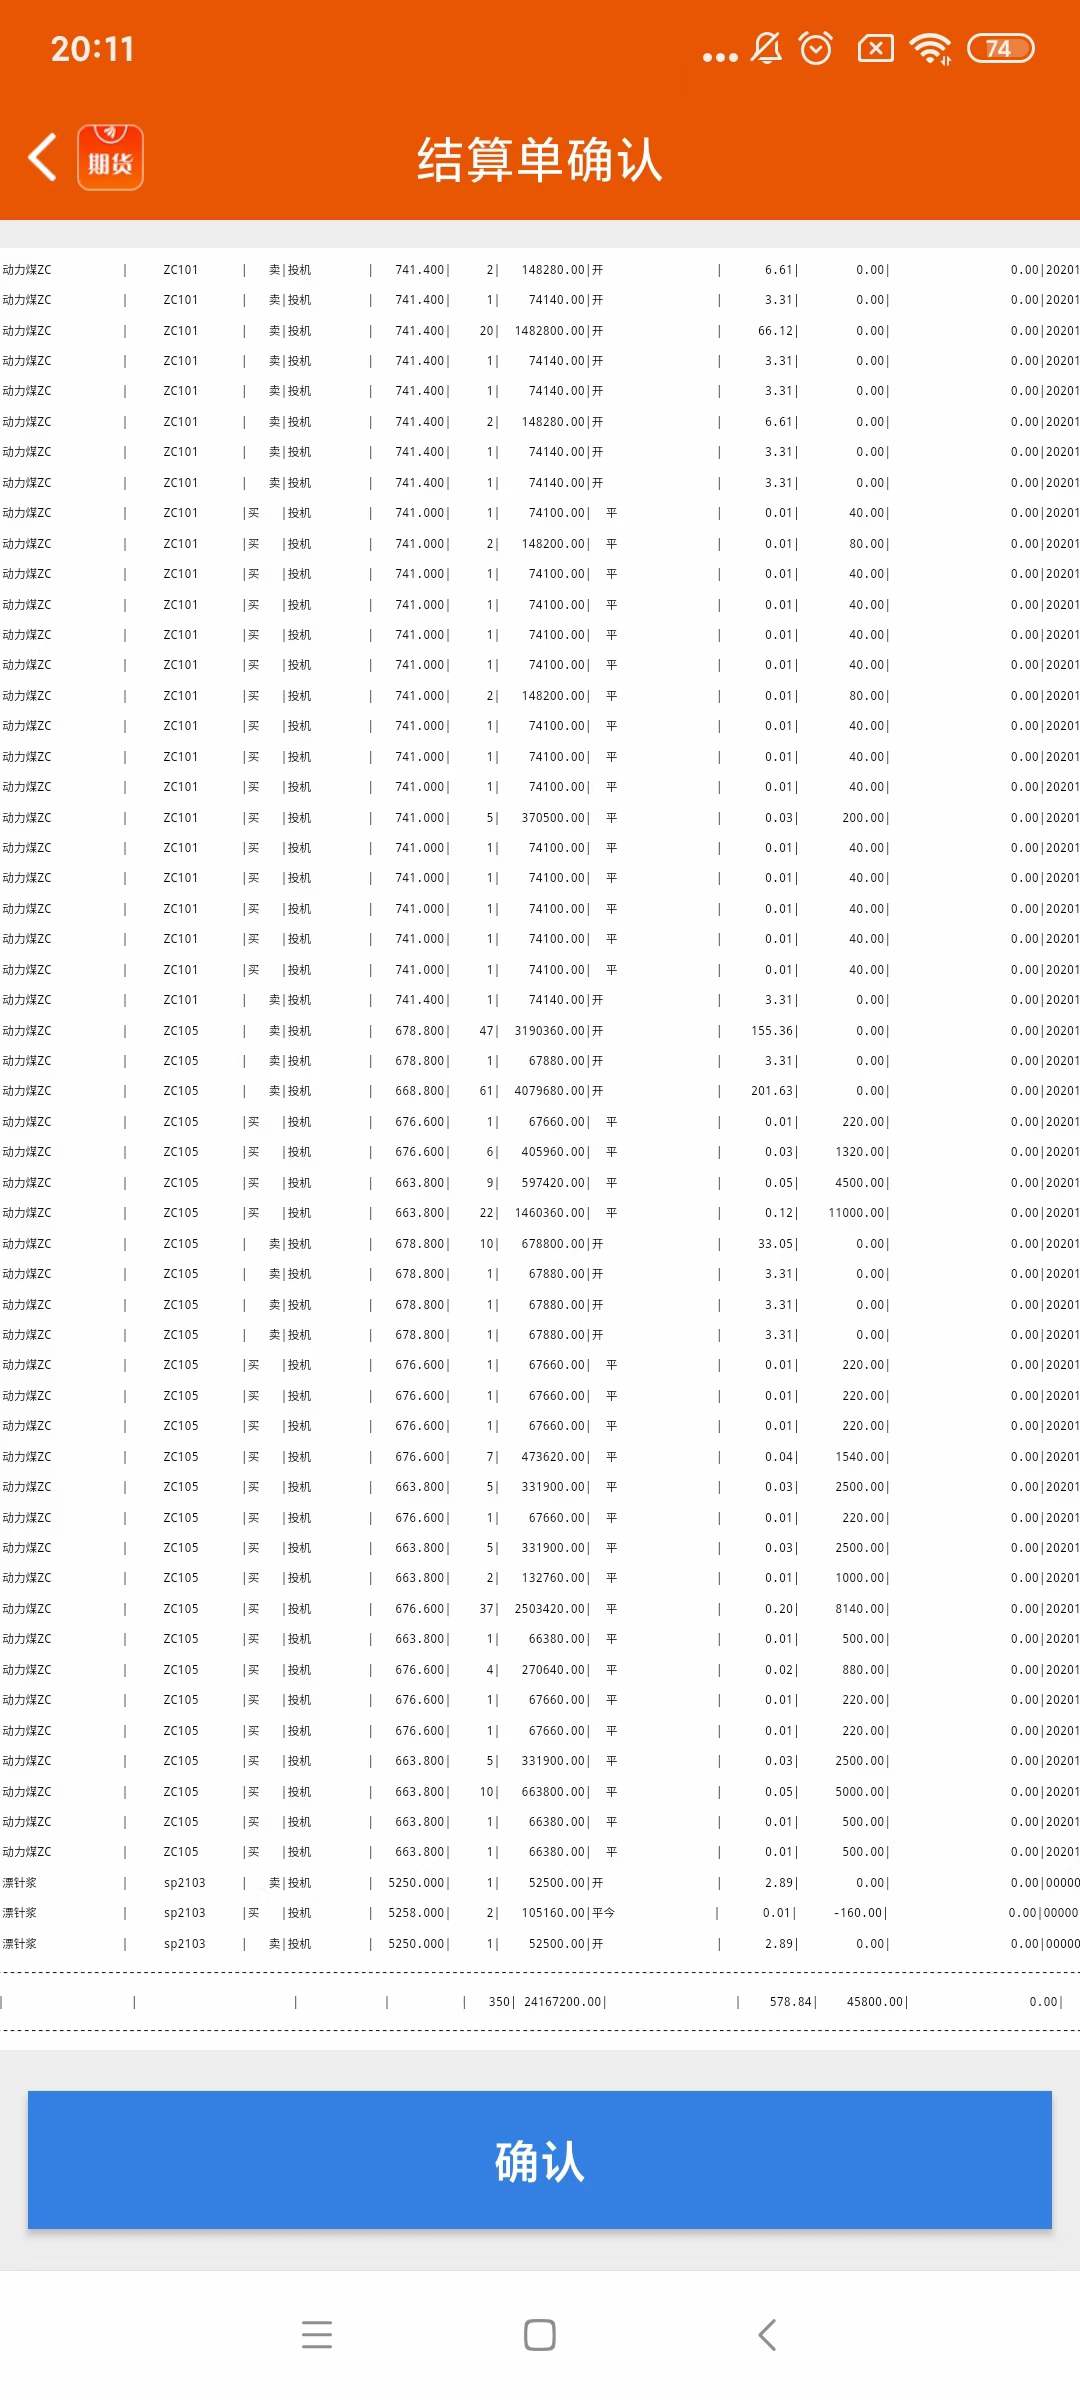 20:11
74
期货
结算单确认
动力煤ZC | ZC101 | 卖|投机 | 741.400| 2| 148280.00|开 | 6.61| 0.00| 0.00|20201
动力煤ZC | ZC101 | 卖|投机 | 741.400| 1| 74140.00|开 | 3.31| 0.00| 0.00|20201
动力煤ZC | ZC101 | 卖|投机 | 741.400| 20| 1482800.00|开 | 66.12| 0.00| 0.00|20201
动力煤ZC | ZC101 | 卖|投机 | 741.400| 1| 74140.00|开 | 3.31| 0.00| 0.00|20201
动力煤ZC | ZC101 | 卖|投机 | 741.400| 1| 74140.00|开 | 3.31| 0.00| 0.00|20201
动力煤ZC | ZC101 | 卖|投机 | 741.400| 2| 148280.00|开 | 6.61| 0.00| 0.00|20201
动力煤ZC | ZC101 | 卖|投机 | 741.400| 1| 74140.00|开 | 3.31| 0.00| 0.00|20201
动力煤ZC | ZC101 | 卖|投机 | 741.400| 1| 74140.00|开 | 3.31| 0.00| 0.00|20201
动力煤ZC | ZC101 |买 |投机 | 741.000| 1| 74100.00| 平 | 0.01| 40.00| 0.00|20201
动力煤ZC | ZC101 |买 |投机 | 741.000| 2| 148200.00| 平 | 0.01| 80.00| 0.00|20201
动力煤ZC | ZC101 |买 |投机 | 741.000| 1| 74100.00| 平 | 0.01| 40.00| 0.00|20201
动力煤ZC | ZC101 |买 |投机 | 741.000| 1| 74100.00| 平 | 0.01| 40.00| 0.00|20201
动力煤ZC | ZC101 |买 |投机 | 741.000| 1| 74100.00| 平 | 0.01| 40.00| 0.00|20201
动力煤ZC | ZC101 |买 |投机 | 741.000| 1| 74100.00| 平 | 0.01| 40.00| 0.00|20201
动力煤ZC | ZC101 |买 |投机 | 741.000| 2| 148200.00| 平 | 0.01| 80.00| 0.00|20201
动力煤ZC | ZC101 |买 |投机 | 741.000| 1| 74100.00| 平 | 0.01| 40.00| 0.00|20201
动力煤ZC | ZC101 |买 |投机 | 741.000| 1| 74100.00| 平 | 0.01| 40.00| 0.00|20201
动力煤ZC | ZC101 |买 |投机 | 741.000| 1| 74100.00| 平 | 0.01| 40.00| 0.00|20201
动力煤ZC | ZC101 |买 |投机 | 741.000| 5| 370500.00| 平 | 0.03| 200.00| 0.00|20201
动力煤ZC | ZC101 |买 |投机 | 741.000| 1| 74100.00| 平 | 0.01| 40.00| 0.00|20201
动力煤ZC | ZC101 |买 |投机 | 741.000| 1| 74100.00| 平 | 0.01| 40.00| 0.00|20201
动力煤ZC | ZC101 |买 |投机 | 741.000| 1| 74100.00| 平 | 0.01| 40.00| 0.00|20201
动力煤ZC | ZC101 |买 |投机 | 741.000| 1| 74100.00| 平 | 0.01| 40.00| 0.00|20201
动力煤ZC | ZC101 |买 |投机 | 741.000| 1| 74100.00| 平 | 0.01| 40.00| 0.00|20201
动力煤ZC | ZC101 | 卖|投机 | 741.400| 1| 74140.00|开 | 3.31| 0.00| 0.00|20201
动力煤ZC | ZC105 | 卖|投机 | 678.800| 47| 3190360.00|开 | 155.36| 0.00| 0.00|20201
动力煤ZC | ZC105 | 卖|投机 | 678.800| 1| 67880.00|开 | 3.31| 0.00| 0.00|20201
动力煤ZC | ZC105 | 卖|投机 | 668.800| 61| 4079680.00|开 | 201.63| 0.00| 0.00|20201
动力煤ZC | ZC105 |买 |投机 | 676.600| 1| 67660.00| 平 | 0.01| 220.00| 0.00|20201
动力煤ZC | ZC105 |买 |投机 | 676.600| 6| 405960.00| 平 | 0.03| 1320.00| 0.00|20201
动力煤ZC | ZC105 |买 |投机 | 663.800| 9| 597420.00| 平 | 0.05| 4500.00| 0.00|20201
动力煤ZC | ZC105 |买 |投机 | 663.800| 22| 1460360.00| 平 | 0.12| 11000.00| 0.00|20201
动力煤ZC | ZC105 | 卖|投机 | 678.800| 10| 678800.00|开 | 33.05| 0.00| 0.00|20201
动力煤ZC | ZC105 | 卖|投机 | 678.800| 1| 67880.00|开 | 3.31| 0.00| 0.00|20201
动力煤ZC | ZC105 | 卖|投机 | 678.800| 1| 67880.00|开 | 3.31| 0.00| 0.00|20201
动力煤ZC | ZC105 | 卖|投机 | 678.800| 1| 67880.00|开 | 3.31| 0.00| 0.00|20201
动力煤ZC | ZC105 |买 |投机 | 676.600| 1| 67660.00| 平 | 0.01| 220.00| 0.00|20201
动力煤ZC | ZC105 |买 |投机 | 676.600| 1| 67660.00| 平 | 0.01| 220.00| 0.00|20201
动力煤ZC | ZC105 |买 |投机 | 676.600| 1| 67660.00| 平 | 0.01| 220.00| 0.00|20201
动力煤ZC | ZC105 |买 |投机 | 676.600| 7| 473620.00| 平 | 0.04| 1540.00| 0.00|20201
动力煤ZC | ZC105 |买 |投机 | 663.800| 5| 331900.00| 平 | 0.03| 2500.00| 0.00|20201
动力煤ZC | ZC105 |买 |投机 | 676.600| 1| 67660.00| 平 | 0.01| 220.00| 0.00|20201
动力煤ZC | ZC105 |买 |投机 | 663.800| 5| 331900.00| 平 | 0.03| 2500.00| 0.00|20201
动力煤ZC | ZC105 |买 |投机 | 663.800| 2| 132760.00| 平 | 0.01| 1000.00| 0.00|20201
动力煤ZC | ZC105 |买 |投机 | 676.600| 37| 2503420.00| 平 | 0.20| 8140.00| 0.00|20201
动力煤ZC | ZC105 |买 |投机 | 663.800| 1| 66380.00| 平 | 0.01| 500.00| 0.00|20201
动力煤ZC | ZC105 |买 |投机 | 676.600| 4| 270640.00| 平 | 0.02| 880.00| 0.00|20201
动力煤ZC | ZC105 |买 |投机 | 676.600| 1| 67660.00| 平 | 0.01| 220.00| 0.00|20201
动力煤ZC | ZC105 |买 |投机 | 676.600| 1| 67660.00| 平 | 0.01| 220.00| 0.00|20201
动力煤ZC | ZC105 |买 |投机 | 663.800| 5| 331900.00| 平 | 0.03| 2500.00| 0.00|20201
动力煤ZC | ZC105 |买 |投机 | 663.800| 10| 663800.00| 平 | 0.05| 5000.00| 0.00|20201
动力煤ZC | ZC105 |买 |投机 | 663.800| 1| 66380.00| 平 | 0.01| 500.00| 0.00|20201
动力煤ZC | ZC105 |买 |投机 | 663.800| 1| 66380.00| 平 | 0.01| 500.00| 0.00|20201
漂针浆 | sp2103 | 卖|投机 | 5250.000| 1| 52500.00|开 | 2.89| 0.00| 0.00|00000
漂针浆 | sp2103 |买 |投机 | 5258.000| 2| 105160.00|平今 | 0.01| -160.00| 0.00|00000
漂针浆 | sp2103 | 卖|投机 | 5250.000| 1| 52500.00|开 | 2.89| 0.00| 0.00|00000
| | | | | 350| 24167200.00| | 578.84| 45800.00| 0.00|
确认